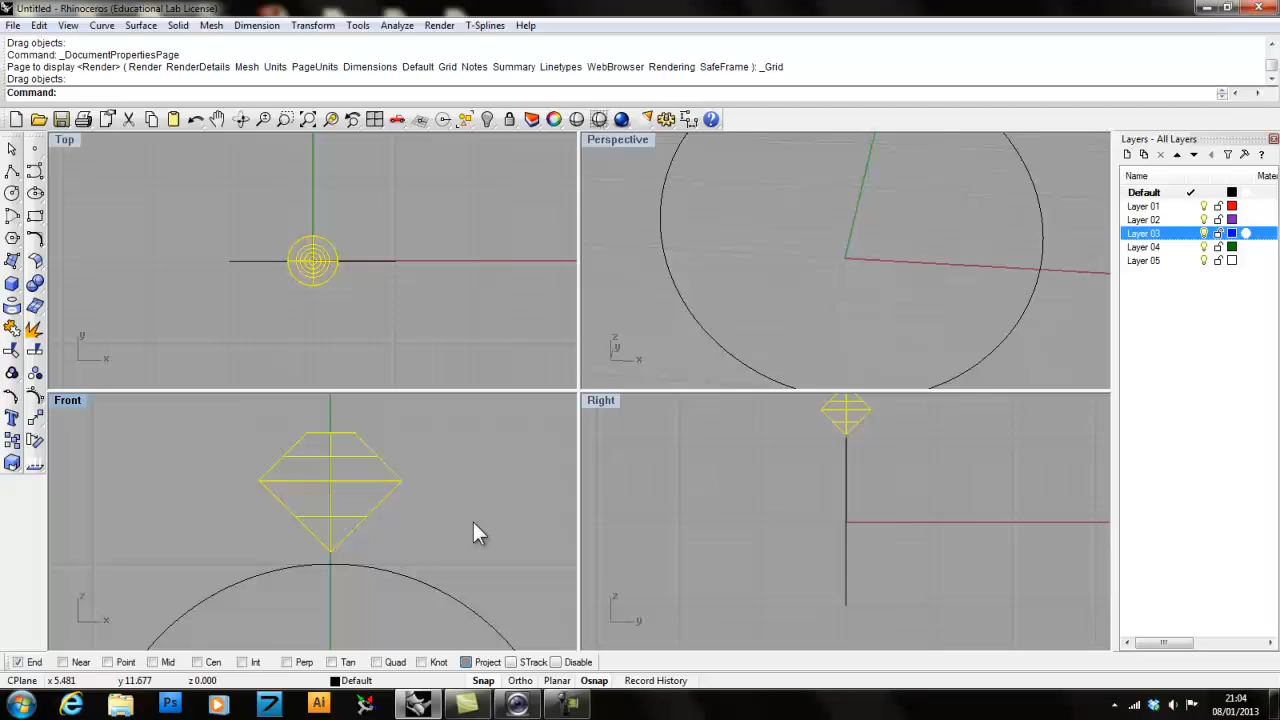 Untitled - Rhinoceros (Educational Lab License)
File Edit View Curve Surface Solid Mesh Dimension Transform Tools Analyze Render T-Splines Help
Drag objects:
Command: _DocumentPropertiesPage
Page to display <Render> ( Render RenderDetails Mesh Units PageUnits Dimensions Default Grid Notes Summary Linetypes WebBrowser Rendering SafeFrame ): _Grid
Drag objects:
Command:
Layers - All Layers
Name Mate
Default
Layer 01
Layer 02
Layer 03
Layer 04
Layer 05
Top
y
x
Perspective
z
y
x
Front
z
x
Right
z
y
End Near Point Mid Cen Int Perp Tan Quad Knot Project STrack Disable
CPlane x 5.481 y 11.677 z 0.000 Default Snap Ortho Planar Osnap Record History
Ps Ai
21:04
08/01/2013